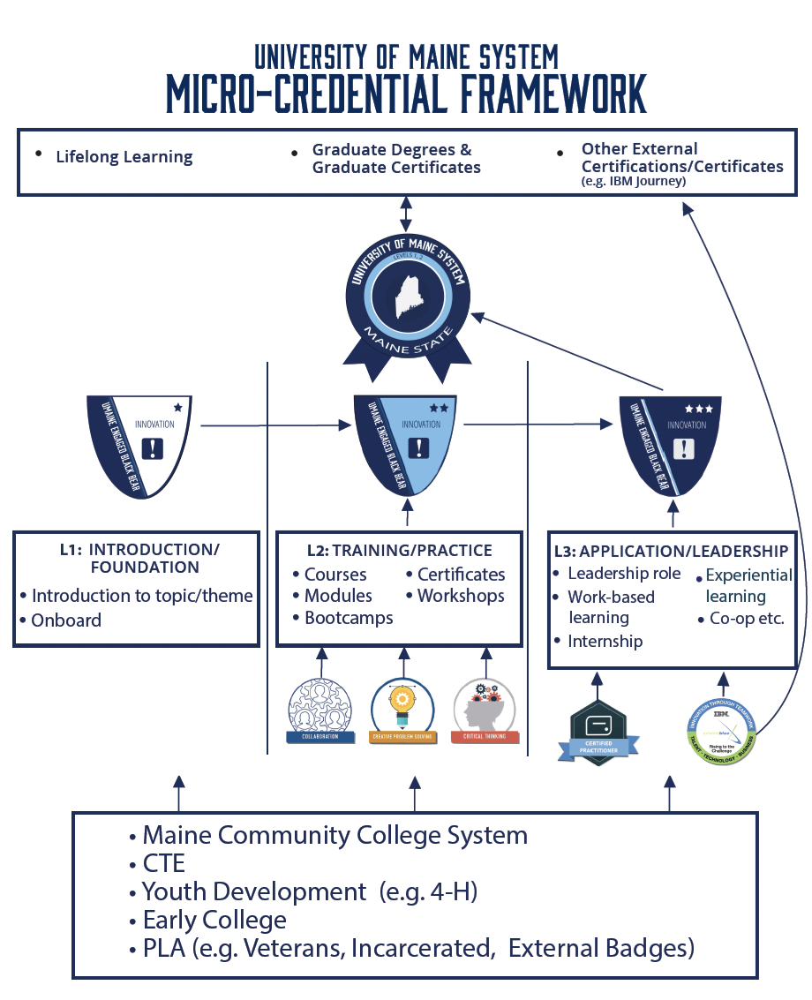 UNIVERSITY OF MAINE SYSTEM
MICRO-CREDENTIAL FRAMEWORK
• Lifelong Learning
• Graduate Degrees &
Graduate Certificates
• Other External
Certifications/Certificates
(e.g. IBM Journey)
UNIVERSITY OF MAINE SYSTEM
LEVELS 1, 2
MAINE STATE
INNOVATION
!
UMAINE ENGAGED BLACK BEAR
INNOVATION
!
UMAINE ENGAGED BLACK BEAR
INNOVATION
!
UMAINE ENGAGED BLACK BEAR
L1: INTRODUCTION/
FOUNDATION
• Introduction to topic/theme
• Onboard
L2: TRAINING/PRACTICE
• Courses
• Modules
• Bootcamps
• Certificates
• Workshops
L3: APPLICATION/LEADERSHIP
• Leadership role
• Work-based
learning
• Internship
• Experiential
learning
• Co-op etc.
COLLABORATION
CREATIVE PROBLEM SOLVING
CRITICAL THINKING
CERTIFIED
PRACTITIONER
INNOVATION THROUGH TEAMWORK
IBM.
Rising to the
Challenge
TALENT · TECHNOLOGY · BUSINESS
• Maine Community College System
• CTE
• Youth Development (e.g. 4-H)
• Early College
• PLA (e.g. Veterans, Incarcerated, External Badges)